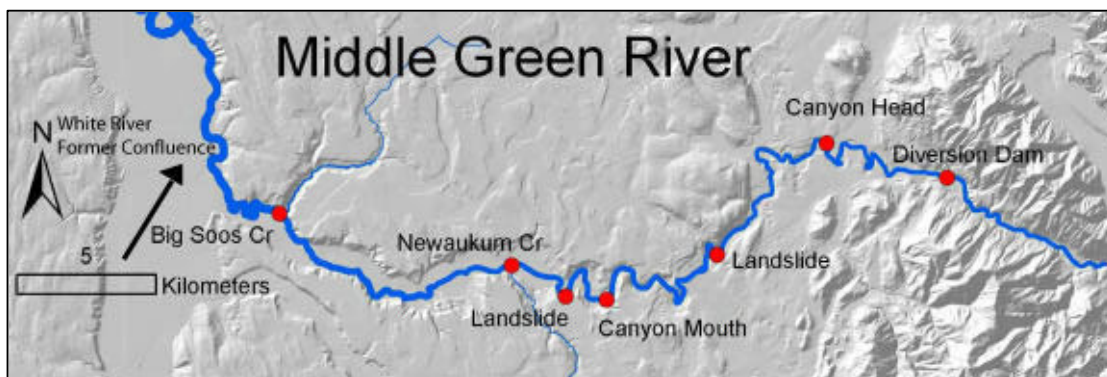 Middle Green River
Canyon Head
N
White River
Former Confluence
Diversion Dam
Big Soos Cr
Newaukum Cr
5
Landslide
Kilometers
Landslide
Canyon Mouth